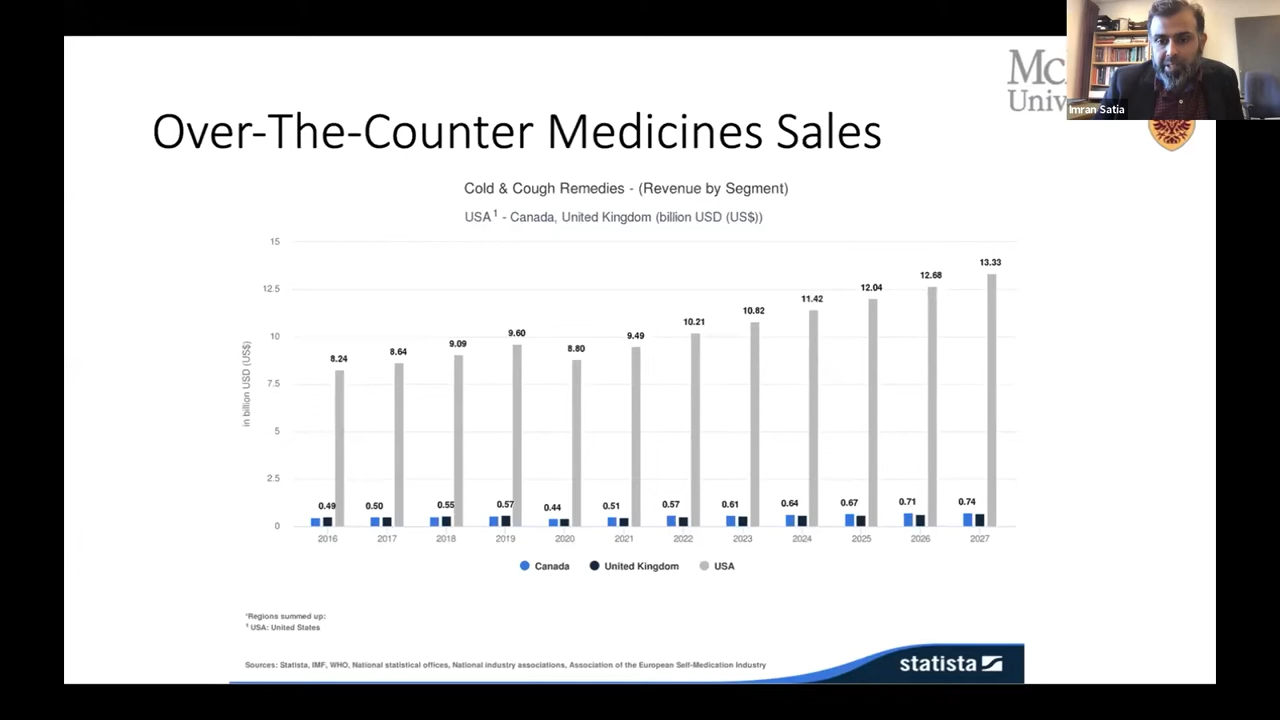 Mc
Univ
Imran Satia
Over-The-Counter Medicines Sales
Cold & Cough Remedies - (Revenue by Segment)
USA¹ - Canada, United Kingdom (billion USD (US$))
in billion USD (US$)
15
12.5
10
7.5
5
2.5
0
8.24 8.64 9.09 9.60 8.80 9.49 10.21 10.82 11.42 12.04 12.68 13.33
0.49 0.50 0.55 0.57 0.44 0.51 0.57 0.61 0.64 0.67 0.71 0.74
2016 2017 2018 2019 2020 2021 2022 2023 2024 2025 2026 2027
Canada United Kingdom USA
*Regions summed up:
¹ USA: United States
Sources: Statista, IMF, WHO, National statistical offices, National industry associations, Association of the European Self-Medication Industry
statista